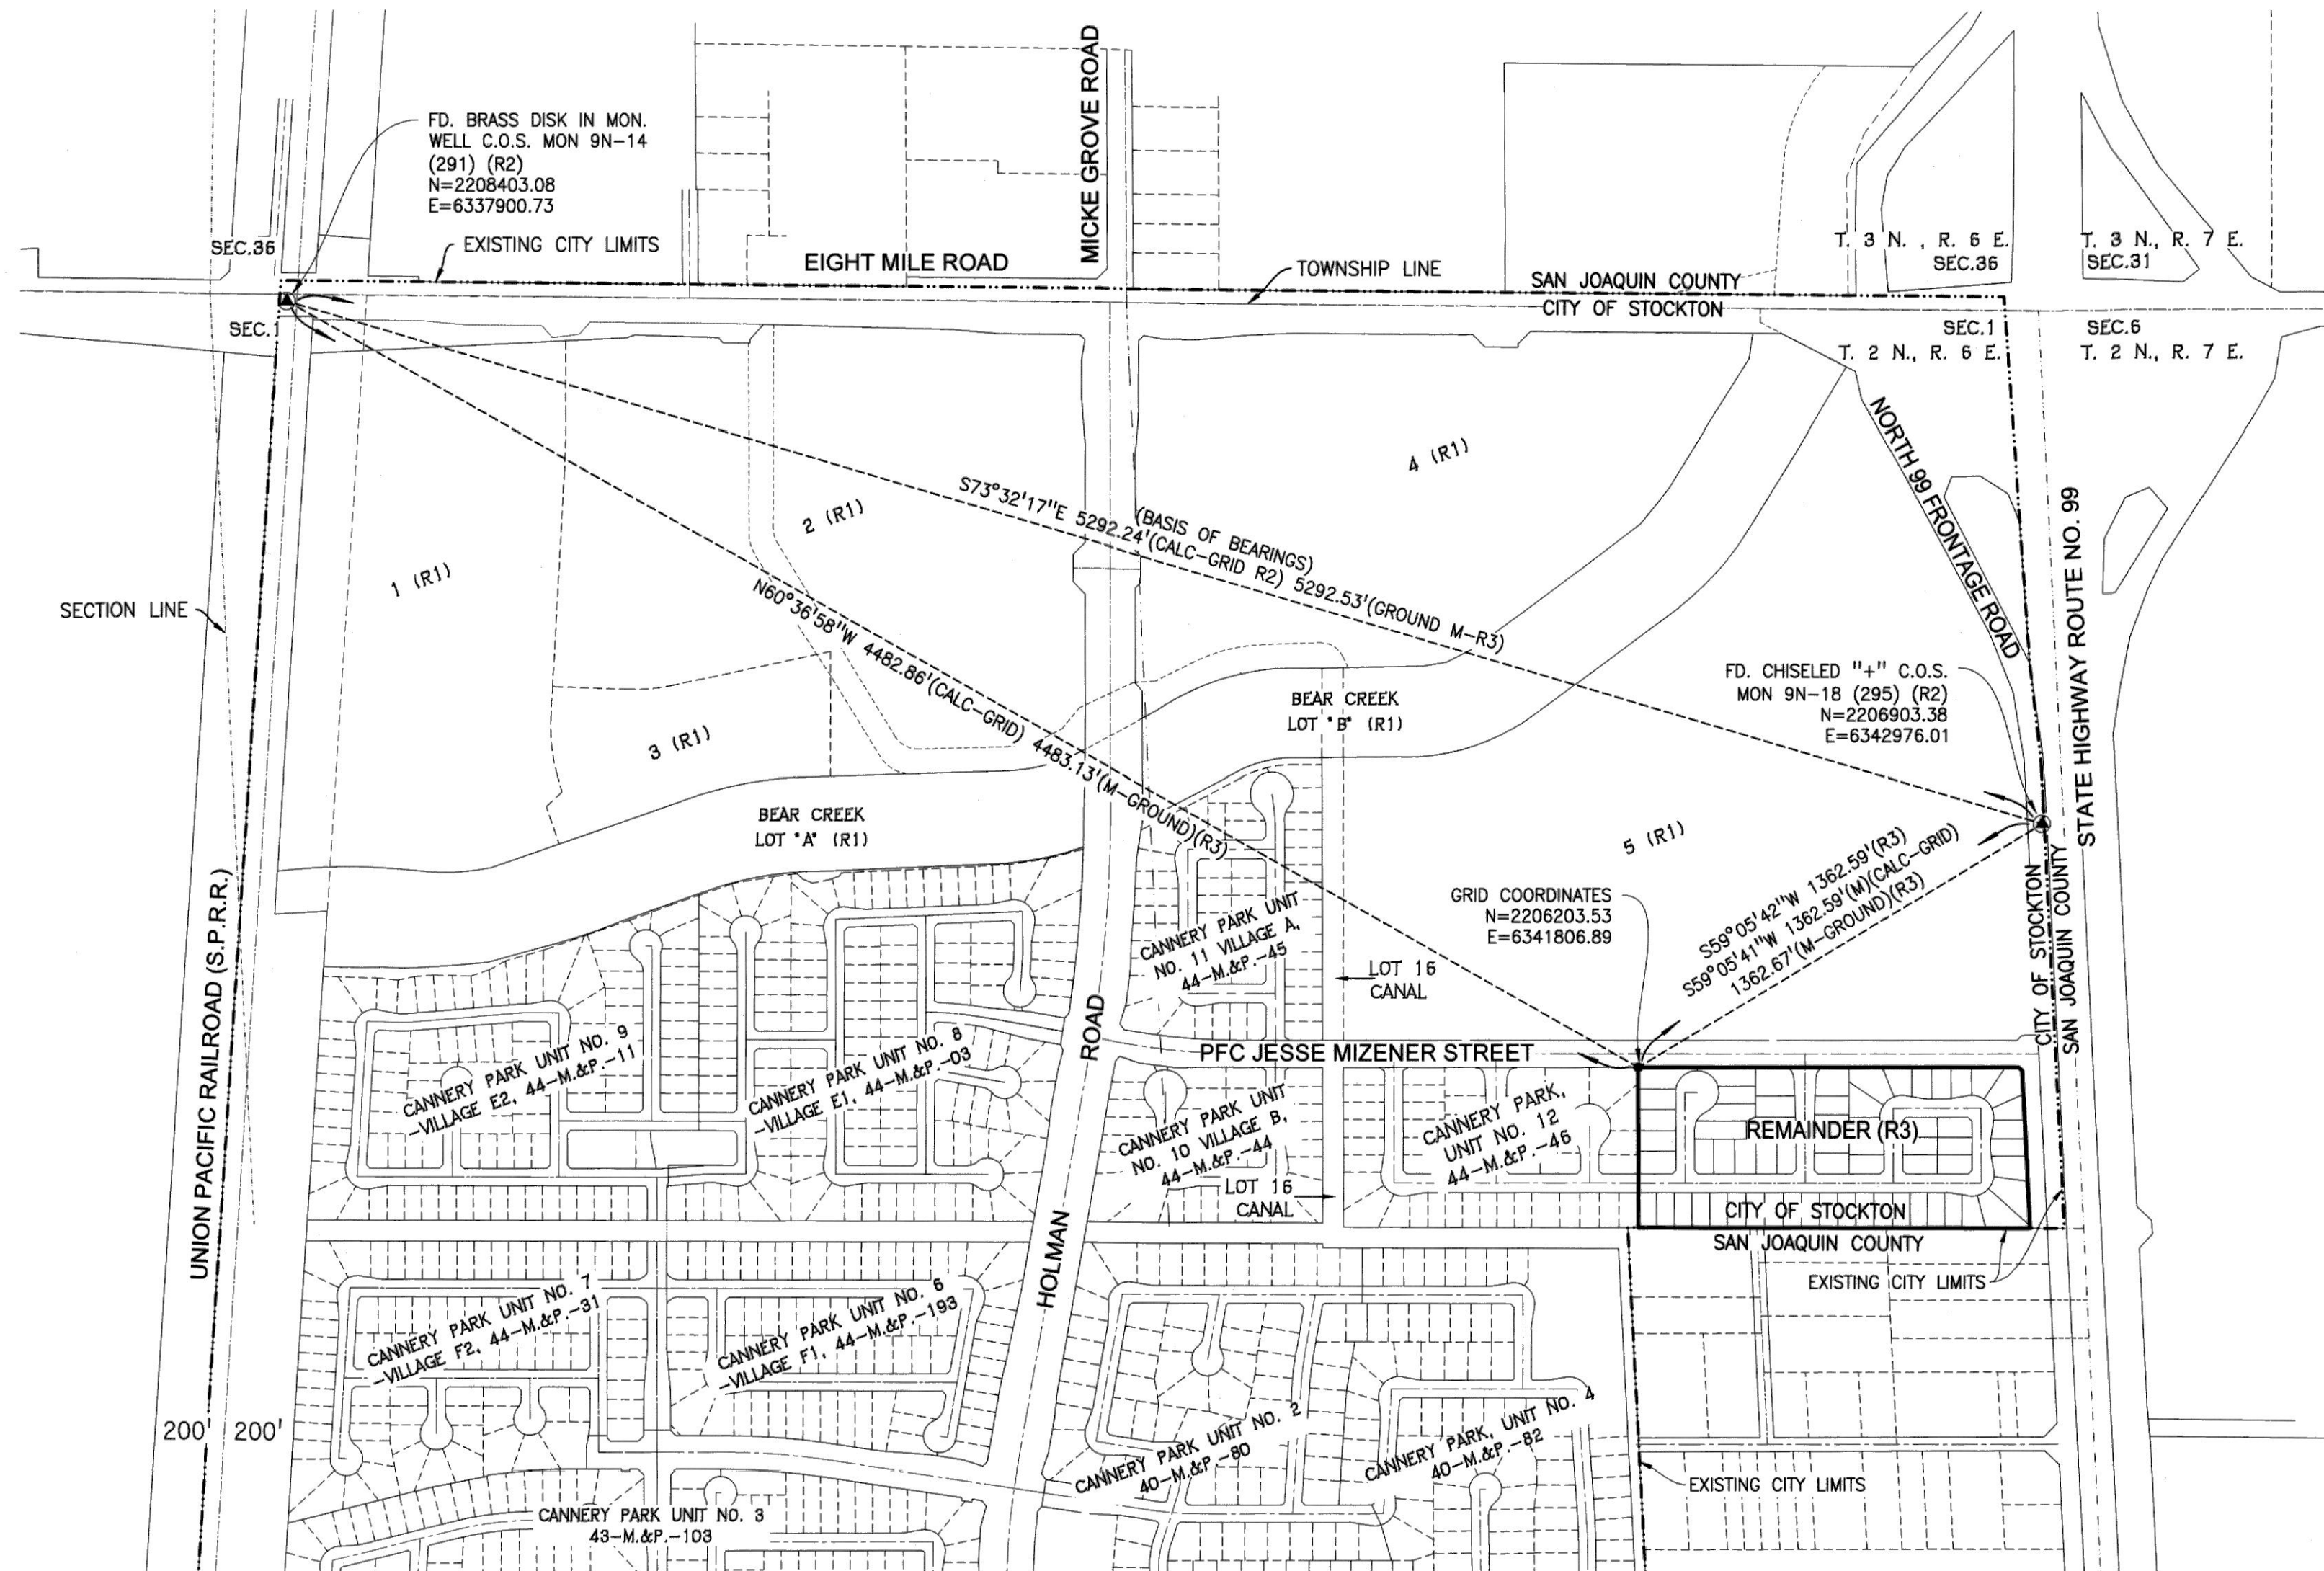 MICKE GROVE ROAD
FD. BRASS DISK IN MON.
WELL C.O.S. MON 9N-14
(291) (R2)
N=2208403.08
E=6337900.73
SEC.36
EXISTING CITY LIMITS
EIGHT MILE ROAD
TOWNSHIP LINE
SAN JOAQUIN COUNTY
CITY OF STOCKTON
T. 3 N. , R. 6 E.
SEC.36
T. 3 N., R. 7 E.
SEC.31
SEC.1
SEC.1
T. 2 N., R. 6 E.
SEC.6
T. 2 N., R. 7 E.
NORTH 99 FRONTAGE ROAD
STATE HIGHWAY ROUTE NO. 99
4 (R1)
2 (R1)
1 (R1)
3 (R1)
SECTION LINE
(BASIS OF BEARINGS)
S73°32'17"E 5292.24'(CALC-GRID R2) 5292.53'(GROUND M-R3)
N60°36'58"W 4482.86'(CALC-GRID) 4483.13'(M-GROUND)(R3)
BEAR CREEK
LOT "B" (R1)
FD. CHISELED "+" C.O.S.
MON 9N-18 (295) (R2)
N=2206903.38
E=6342976.01
BEAR CREEK
LOT "A" (R1)
5 (R1)
S59°05'42"W 1362.59'(R3)
S59°05'41"W 1362.59'(M)(CALC-GRID)
1362.67'(M-GROUND)(R3)
GRID COORDINATES
N=2206203.53
E=6341806.89
CITY OF STOCKTON
SAN JOAQUIN COUNTY
UNION PACIFIC RAILROAD (S.P.R.R.)
CANNERY PARK UNIT
NO. 11 VILLAGE A,
44-M.&P.-45
LOT 16
CANAL
PFC JESSE MIZENER STREET
CANNERY PARK UNIT NO. 9
-VILLAGE E2, 44-M.&P.-11
CANNERY PARK UNIT NO. 8
-VILLAGE E1, 44-M.&P.-03
CANNERY PARK UNIT
NO. 10 VILLAGE B,
44-M.&P.-44
LOT 16
CANAL
CANNERY PARK,
UNIT NO. 12
44-M.&P.-46
REMAINDER (R3)
CITY OF STOCKTON
SAN JOAQUIN COUNTY
EXISTING CITY LIMITS
HOLMAN ROAD
CANNERY PARK UNIT NO. 7
-VILLAGE F2, 44-M.&P.-31
CANNERY PARK UNIT NO. 6
-VILLAGE F1, 44-M.&P.-193
200' 200'
CANNERY PARK UNIT NO. 2
40-M.&P.-80
CANNERY PARK, UNIT NO. 4
40-M.&P.-82
EXISTING CITY LIMITS
CANNERY PARK UNIT NO. 3
43-M.&P.-103